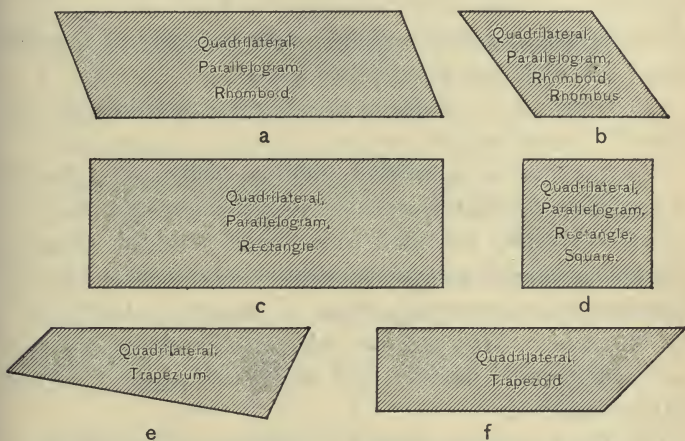 Quadrilateral,
Parallelogram,
Rhomboid.
a
Quadrilateral,
Parallelogram,
Rhomboid,
Rhombus
b
Quadrilateral,
Parallelogram,
Rectangle
c
Quadrilateral,
Parallelogram,
Rectangle,
Square.
d
Quadrilateral,
Trapezium.
e
Quadrilateral,
Trapezoid
f